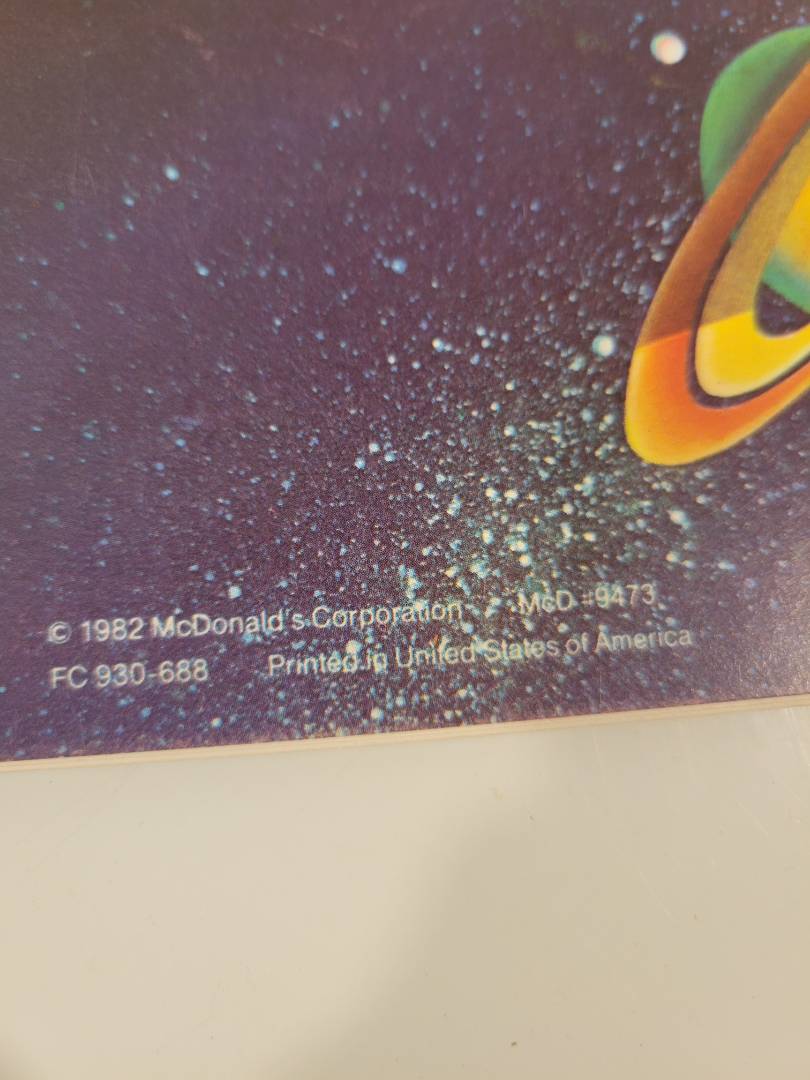 © 1982 McDonald's Corporation McD #9473
FC 930-688 Printed in United States of America